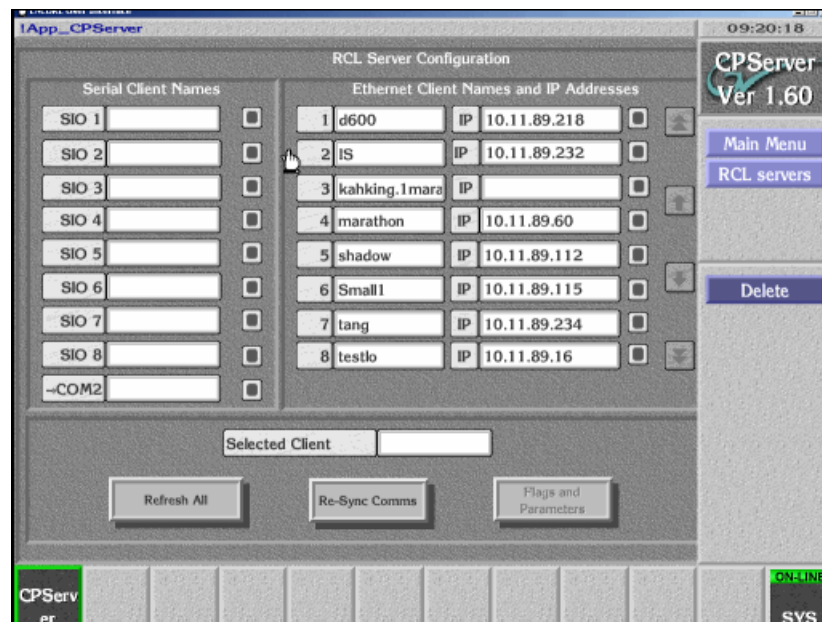 ENCORE User Interface
!App_CPServer
09:20:18
RCL Server Configuration
CPServer
Ver 1.60
Serial Client Names
Ethernet Client Names and IP Addresses
SIO 1
1 d600 IP 10.11.89.218
SIO 2
2 IS IP 10.11.89.232
SIO 3
3 kahking.1mara IP
SIO 4
4 marathon IP 10.11.89.60
SIO 5
5 shadow IP 10.11.89.112
SIO 6
6 Small1 IP 10.11.89.115
SIO 7
7 tang IP 10.11.89.234
SIO 8
8 testlo IP 10.11.89.16
COM2
Main Menu
RCL servers
Delete
Selected Client
Refresh All
Re-Sync Comms
Flags and
Parameters
CPServ
er
ON-LINE
SYS